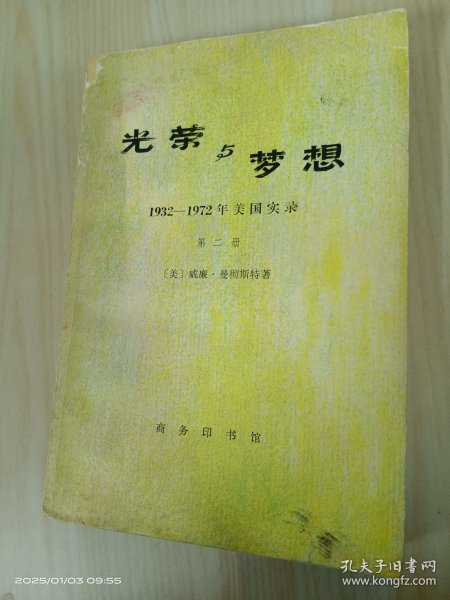 光荣与梦想
1932—1972年美国实录
第二册
〔美〕威廉·曼彻斯特著
商务印书馆
2025/01/03 09:55
孔夫子旧书网
www.kongfz.com